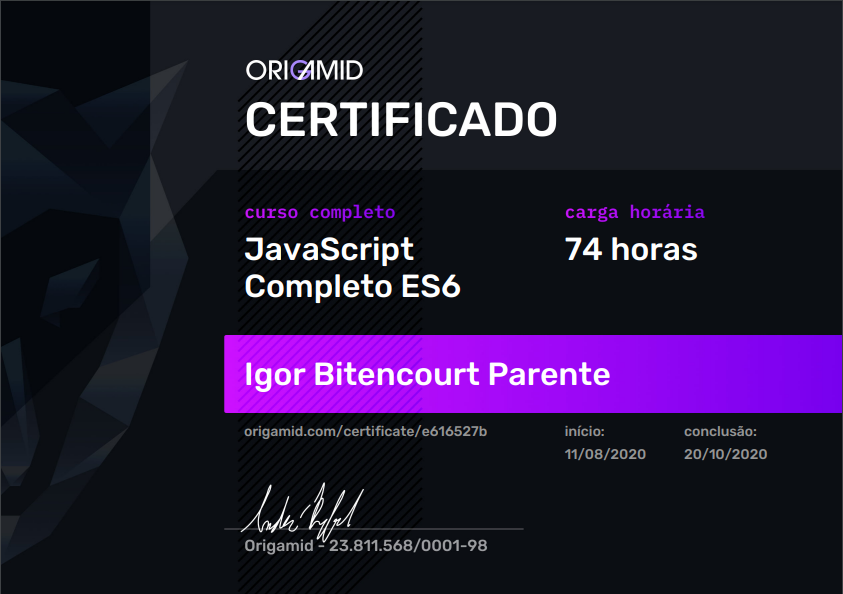 ORIGAMID
CERTIFICADO
curso completo
carga horária
JavaScript
Completo ES6
74 horas
Igor Bitencourt Parente
origamid.com/certificate/e616527b
início:
11/08/2020
conclusão:
20/10/2020
Origamid - 23.811.568/0001-98